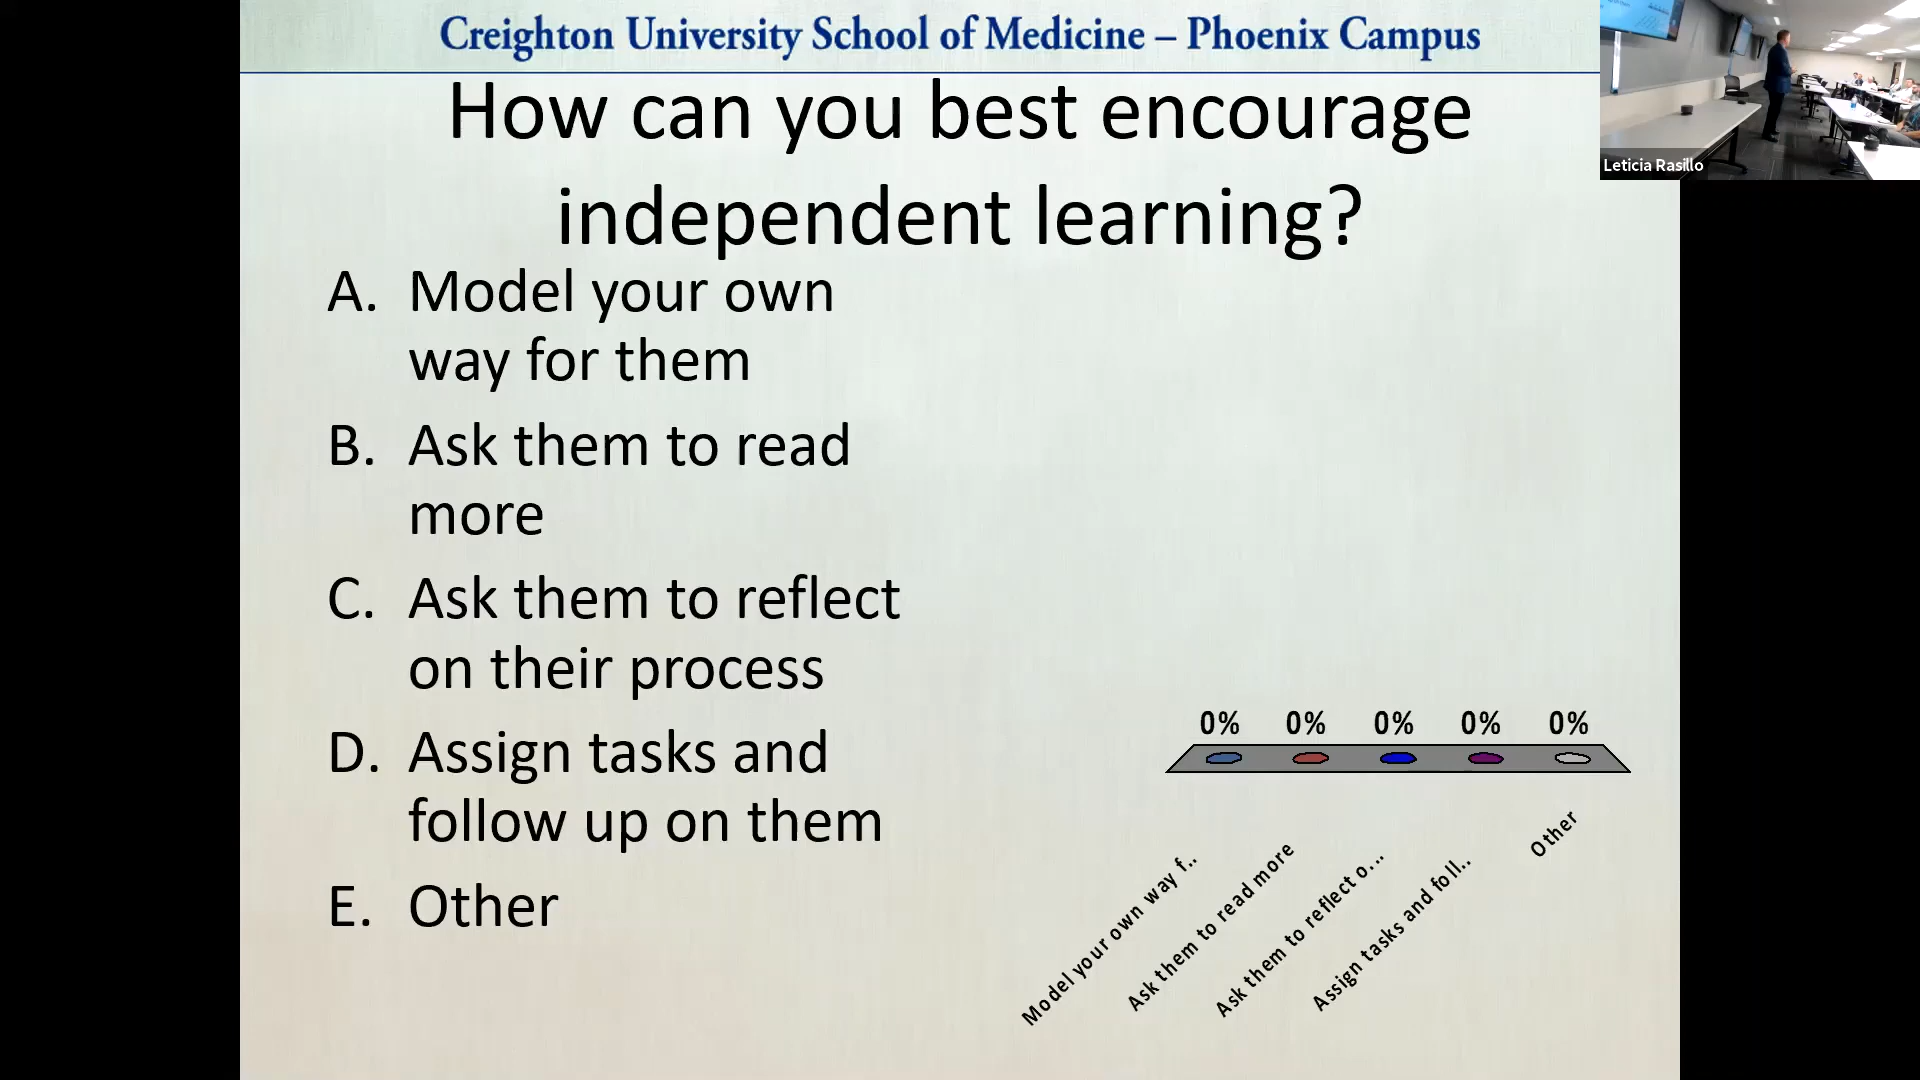 Creighton University School of Medicine – Phoenix Campus
How can you best encourage
independent learning?
A. Model your own
way for them
B. Ask them to read
more
C. Ask them to reflect
on their process
D. Assign tasks and
follow up on them
E. Other
0% 0% 0% 0% 0%
Model your own way f..
Ask them to read more
Ask them to reflect o...
Assign tasks and foll..
Other
Leticia Rasillo